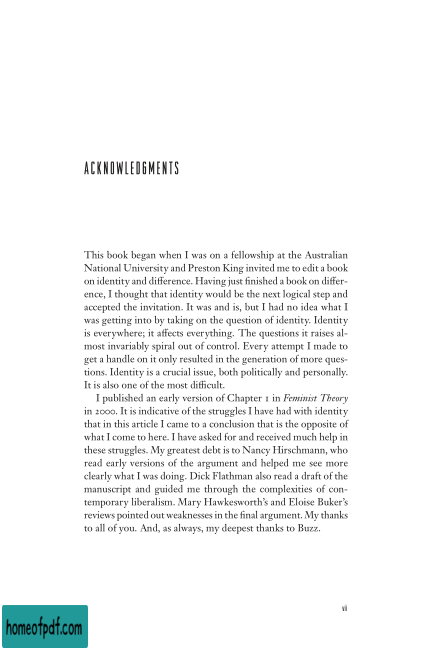 ACKNOWLEDGMENTS
This book began when I was on a fellowship at the Australian
National University and Preston King invited me to edit a book
on identity and difference. Having just finished a book on differ-
ence, I thought that identity would be the next logical step and
accepted the invitation. It was and is, but I had no idea what I
was getting into by taking on the question of identity. Identity
is everywhere; it affects everything. The questions it raises al-
most invariably spiral out of control. Every attempt I made to
get a handle on it only resulted in the generation of more ques-
tions. Identity is a crucial issue, both politically and personally.
It is also one of the most difficult.
I published an early version of Chapter 1 in Feminist Theory
in 2000. It is indicative of the struggles I have had with identity
that in this article I came to a conclusion that is the opposite of
what I come to here. I have asked for and received much help in
these struggles. My greatest debt is to Nancy Hirschmann, who
read early versions of the argument and helped me see more
clearly what I was doing. Dick Flathman also read a draft of the
manuscript and guided me through the complexities of con-
temporary liberalism. Mary Hawkesworth's and Eloise Buker's
reviews pointed out weaknesses in the final argument. My thanks
to all of you. And, as always, my deepest thanks to Buzz.
vii
homeofpdf.com